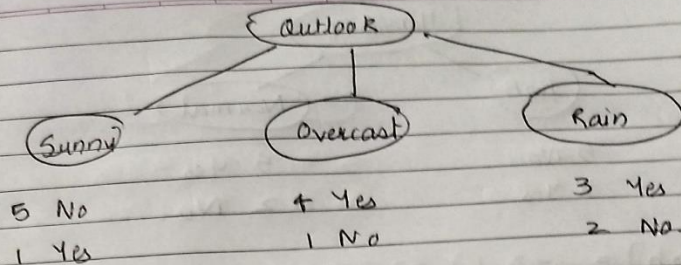 Outlook
Sunny Overcast Rain
5 No 4 Yes 3 Yes
1 Yes 1 No 2 No.